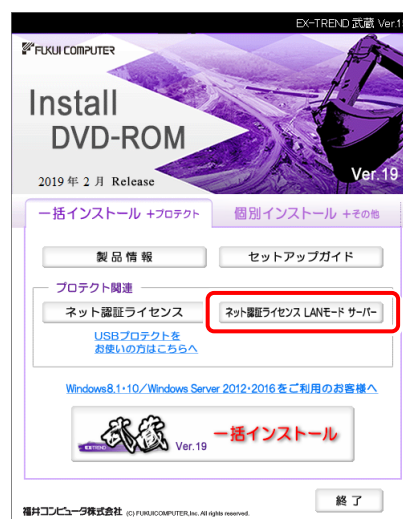 EX-TREND 武蔵 Ver.1
FUKUI COMPUTER
Install
DVD-ROM
2019 年 2 月 Release
Ver.19
一括インストール +プロテクト
個別インストール +その他
製品情報
セットアップガイド
プロテクト関連
ネット認証ライセンス
ネット認証ライセンス LANモード サーバー
USBプロテクトを
お使いの方はこちらへ
Windows8.1・10／Windows Server 2012・2016をご利用のお客様へ
EX-TREND 武蔵 Ver.19
一括インストール
終了
福井コンピュータ株式会社 (C) FUKUICOMPUTER,Inc. All rights reserved.